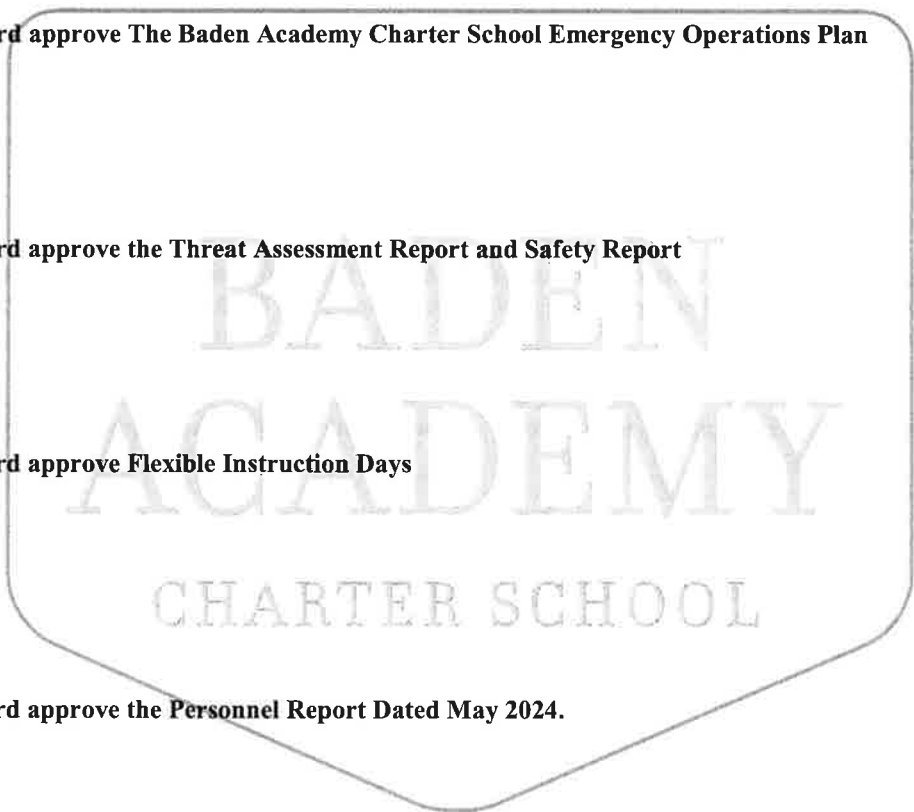 rd approve The Baden Academy Charter School Emergency Operations Plan
rd approve the Threat Assessment Report and Safety Report
BADEN
ACADEMY
rd approve Flexible Instruction Days
CHARTER SCHOOL
rd approve the Personnel Report Dated May 2024.